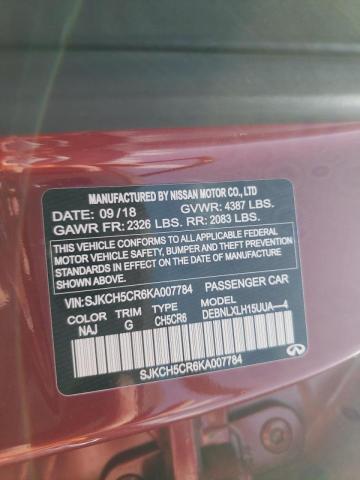 MANUFACTURED BY NISSAN MOTOR CO., LTD
DATE: 09/18 GVWR: 4387 LBS.
GAWR FR: 2326 LBS. RR: 2083 LBS.
THIS VEHICLE CONFORMS TO ALL APPLICABLE FEDERAL
MOTOR VEHICLE SAFETY, BUMPER, AND THEFT
PREVENTION STANDARDS IN EFFECT ON THE DATE OF
MANUFACTURE SHOWN ABOVE.
VIN: SJKCH5CR6KA007784 PASSENGER CAR
COLOR TRIM MODEL
NAJ G CH5CR6 DEBNLXLH15UUA—4
SJKCH5CR6KA007784